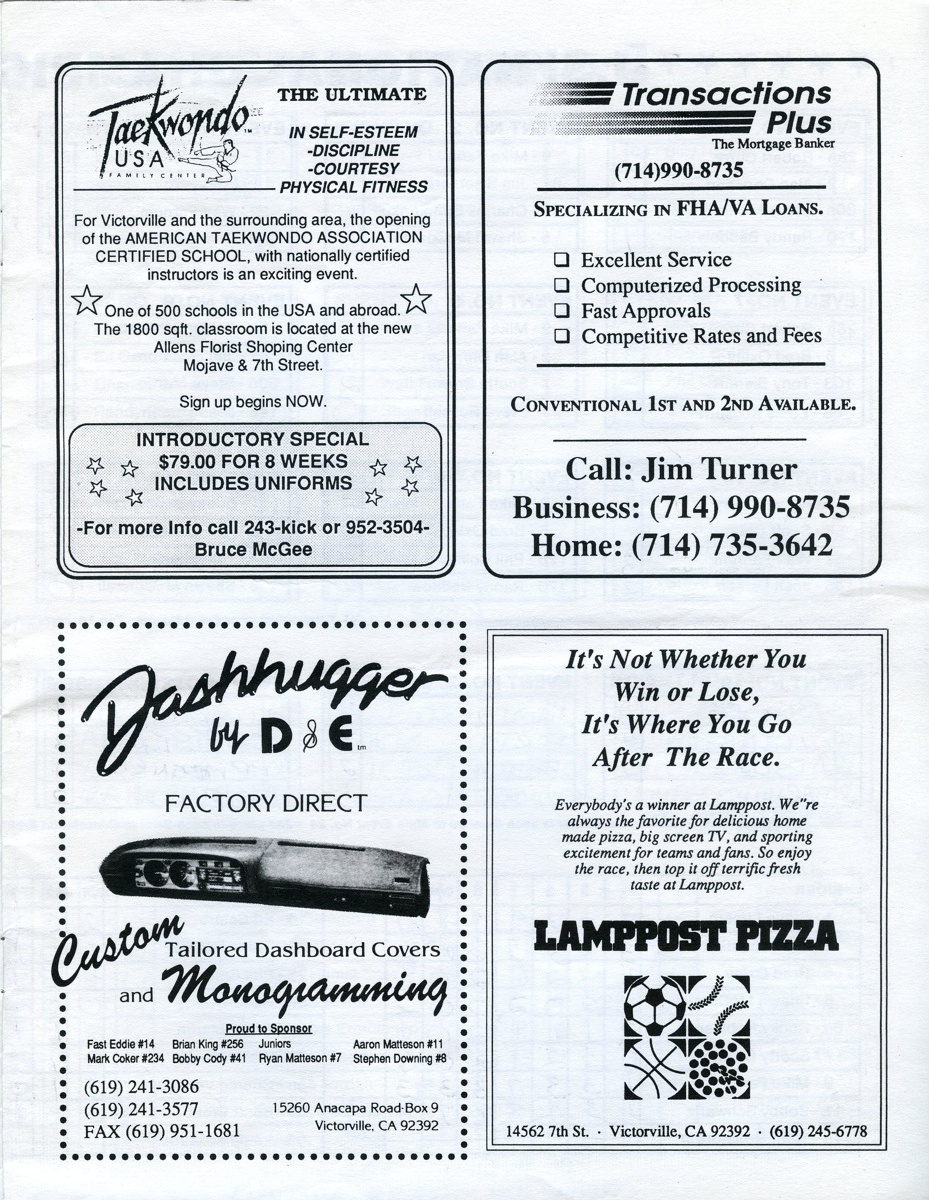 Taekwondo™
USA
FAMILY CENTER
THE ULTIMATE
IN SELF-ESTEEM
-DISCIPLINE
-COURTESY
PHYSICAL FITNESS
For Victorville and the surrounding area, the opening
of the AMERICAN TAEKWONDO ASSOCIATION
CERTIFIED SCHOOL, with nationally certified
instructors is an exciting event.
One of 500 schools in the USA and abroad.
The 1800 sqft. classroom is located at the new
Allens Florist Shoping Center
Mojave & 7th Street.
Sign up begins NOW.
INTRODUCTORY SPECIAL
$79.00 FOR 8 WEEKS
INCLUDES UNIFORMS
-For more Info call 243-kick or 952-3504-
Bruce McGee
Transactions
Plus
The Mortgage Banker
(714)990-8735
SPECIALIZING IN FHA/VA LOANS.
❑ Excellent Service
❑ Computerized Processing
❑ Fast Approvals
❑ Competitive Rates and Fees
CONVENTIONAL 1ST AND 2ND AVAILABLE.
Call: Jim Turner
Business: (714) 990-8735
Home: (714) 735-3642
Dashhugger
by D & E™
FACTORY DIRECT
Custom
Tailored Dashboard Covers
and Monogramming
Proud to Sponsor
Fast Eddie #14 Brian King #256 Juniors Aaron Matteson #11
Mark Coker #234 Bobby Cody #41 Ryan Matteson #7 Stephen Downing #8
(619) 241-3086
(619) 241-3577
FAX (619) 951-1681
15260 Anacapa Road·Box 9
Victorville, CA 92392
It's Not Whether You
Win or Lose,
It's Where You Go
After The Race.
Everybody's a winner at Lamppost. We"re
always the favorite for delicious home
made pizza, big screen TV, and sporting
excitement for teams and fans. So enjoy
the race, then top it off terrific fresh
taste at Lamppost.
LAMPPOST PIZZA
14562 7th St. · Victorville, CA 92392 · (619) 245-6778